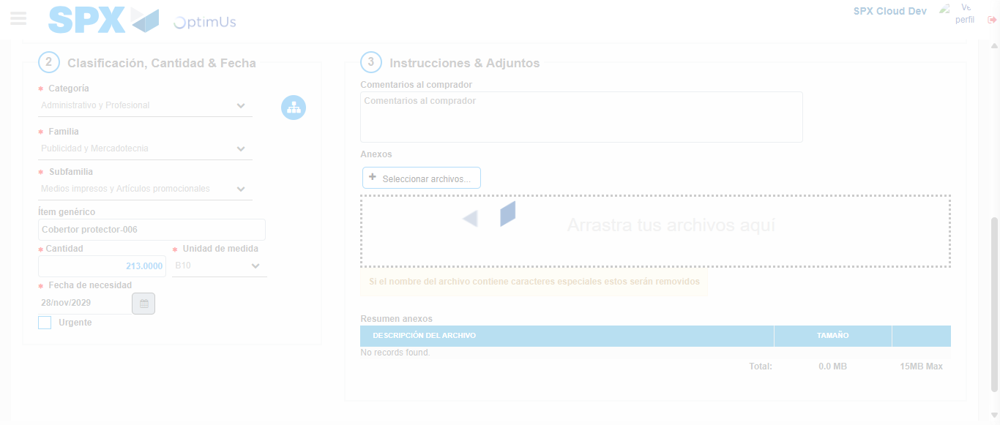 SPX
OptimUs
SPX Cloud Dev
perfil
2 Clasificación, Cantidad & Fecha
* Categoría
Administrativo y Profesional
* Familia
Publicidad y Mercadotecnia
* Subfamilia
Medios impresos y Artículos promocionales
Ítem genérico
Cobertor protector-006
* Cantidad * Unidad de medida
213.0000 B10
* Fecha de necesidad
28/nov/2029
Urgente
3 Instrucciones & Adjuntos
Comentarios al comprador
Comentarios al comprador
Anexos
+ Seleccionar archivos...
Arrastra tus archivos aquí
Si el nombre del archivo contiene caracteres especiales estos serán removidos
Resumen anexos
DESCRIPCIÓN DEL ARCHIVO TAMAÑO
No records found.
Total: 0.0 MB 15MB Max